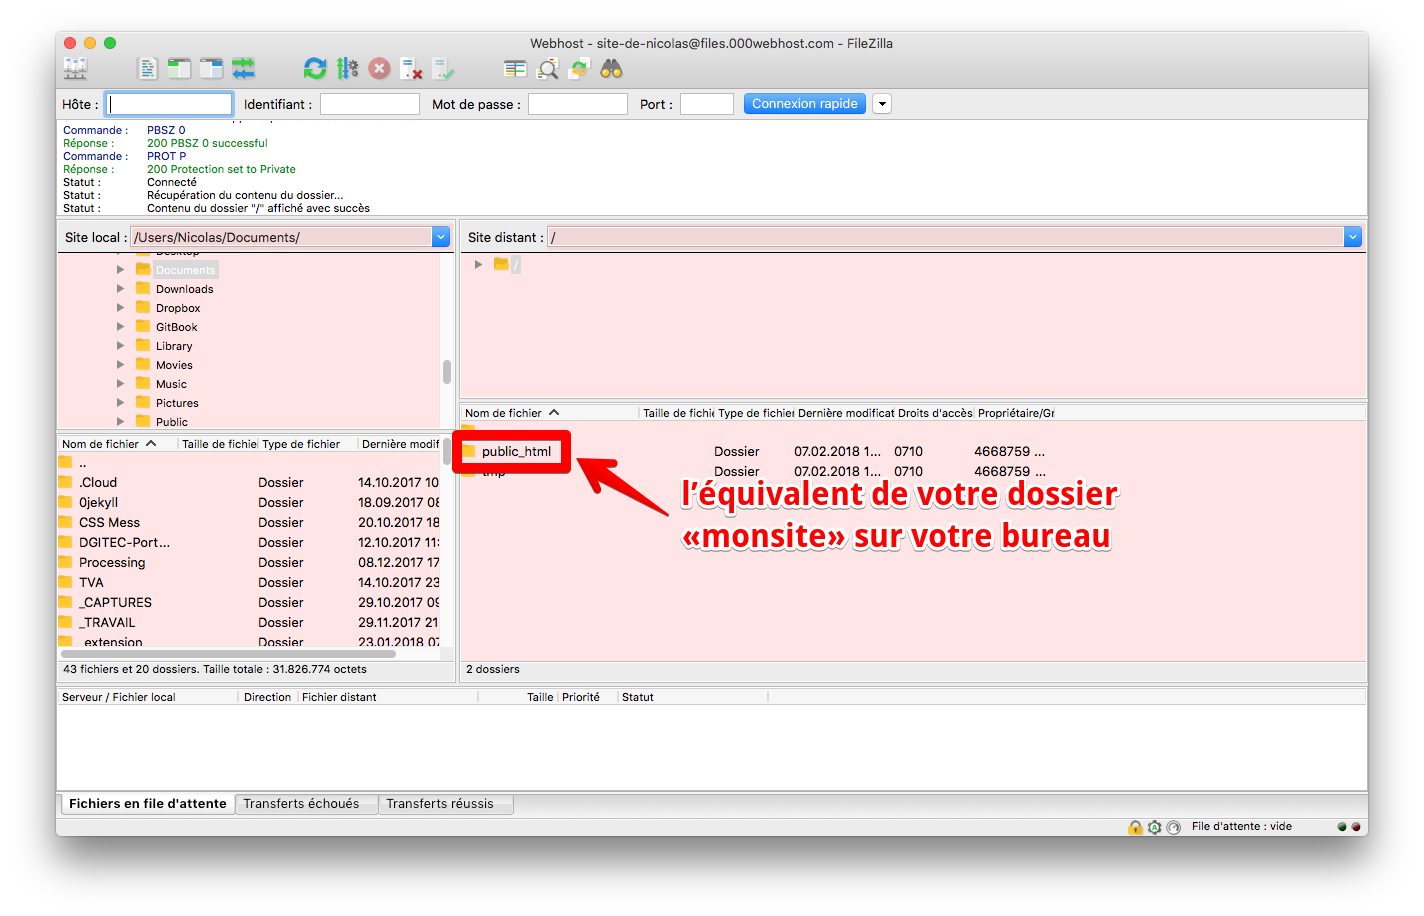 Webhost - site-de-nicolas@files.000webhost.com - FileZilla
Hôte : Identifiant : Mot de passe : Port : Connexion rapide
Commande : PBSZ 0
Réponse : 200 PBSZ 0 successful
Commande : PROT P
Réponse : 200 Protection set to Private
Statut : Connecté
Statut : Récupération du contenu du dossier...
Statut : Contenu du dossier "/" affiché avec succès
Site local : /Users/Nicolas/Documents/
Desktop
Documents
Downloads
Dropbox
GitBook
Library
Movies
Music
Pictures
Public
Nom de fichier Taille de fichie Type de fichier Dernière modif
..
.Cloud Dossier 14.10.2017 10
0jekyll Dossier 18.09.2017 08
CSS Mess Dossier 20.10.2017 18
DGITEC-Port... Dossier 12.10.2017 11:
Processing Dossier 08.12.2017 17
TVA Dossier 14.10.2017 23
_CAPTURES Dossier 29.10.2017 09
_TRAVAIL Dossier 29.11.2017 21
_extension Dossier 23.01.2018 07
43 fichiers et 20 dossiers. Taille totale : 31.826.774 octets
Site distant : /
/
Nom de fichier Taille de fichi Type de fichier Dernière modificat Droits d'accès Propriétaire/Gr
public_html Dossier 07.02.2018 1... 0710 4668759 ...
tmp Dossier 07.02.2018 1... 0710 4668759 ...
l'équivalent de votre dossier
«monsite» sur votre bureau
2 dossiers
Serveur / Fichier local Direction Fichier distant Taille Priorité Statut
Fichiers en file d'attente Transferts échoués Transferts réussis
File d'attente : vide